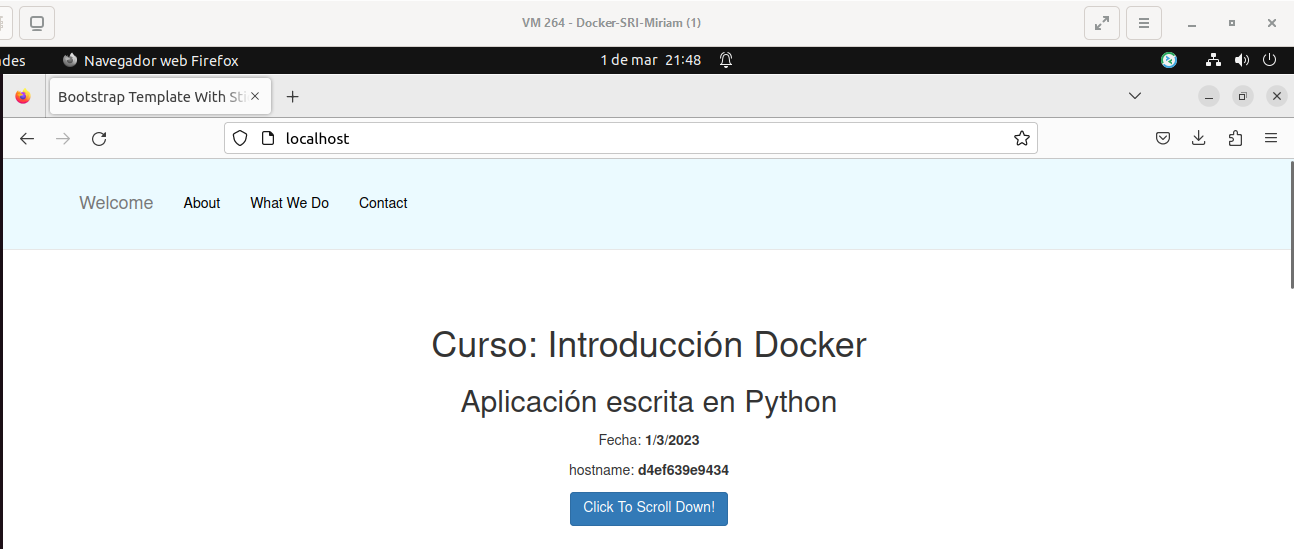 VM 264 - Docker-SRI-Miriam (1)
Navegador web Firefox
1 de mar 21:48
Bootstrap Template With
localhost
Welcome
About
What We Do
Contact
Curso: Introducción Docker
Aplicación escrita en Python
Fecha: 1/3/2023
hostname: d4ef639e9434
Click To Scroll Down!